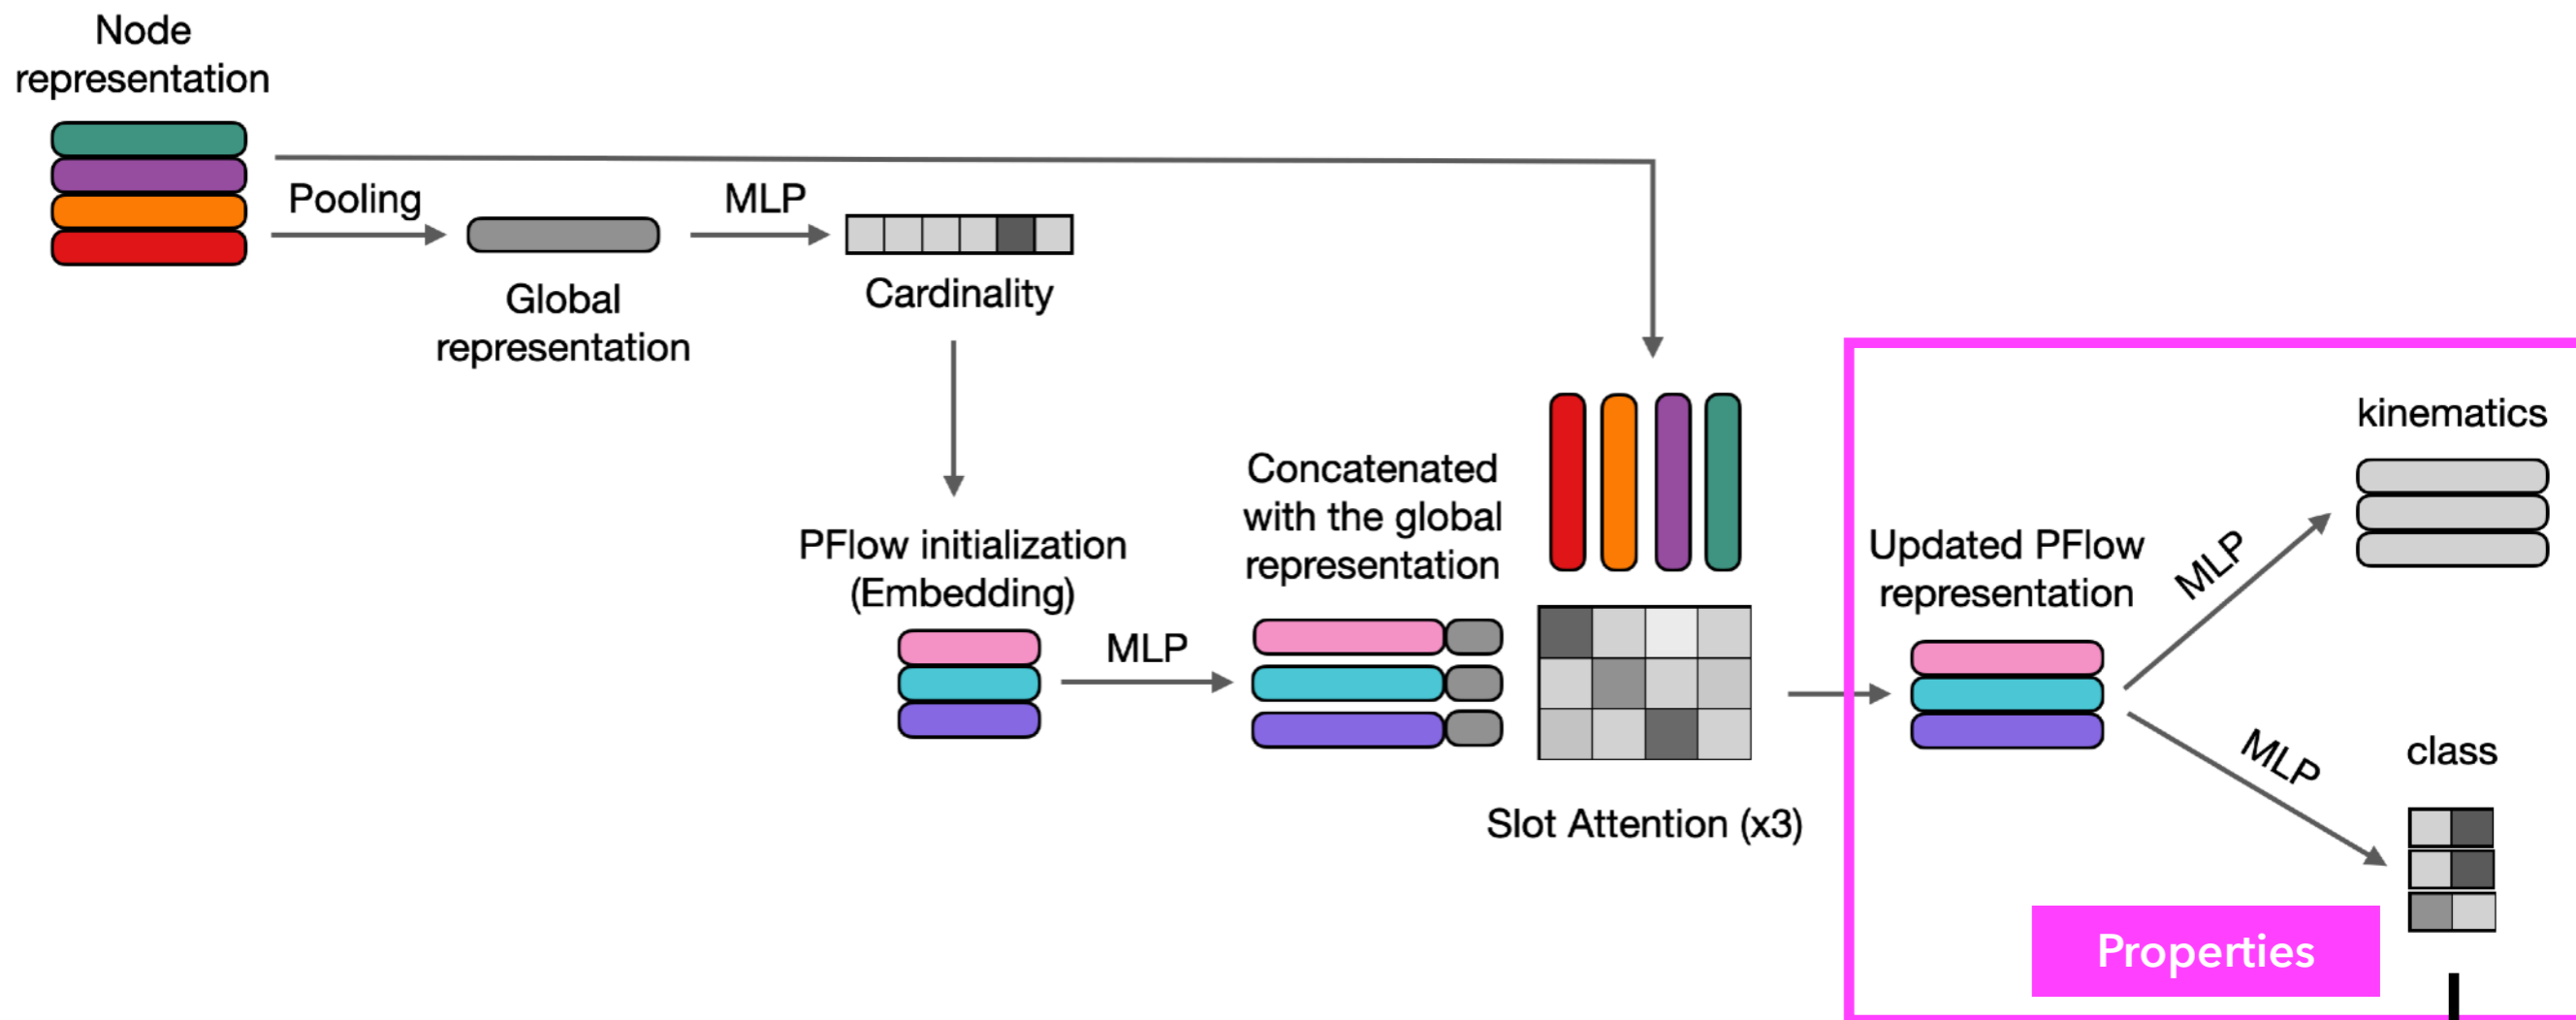 Node
representation
Pooling
MLP
Global
representation
Cardinality
PFlow initialization
(Embedding)
MLP
Concatenated
with the global
representation
Slot Attention (x3)
Updated PFlow
representation
MLP
kinematics
MLP
class
Properties